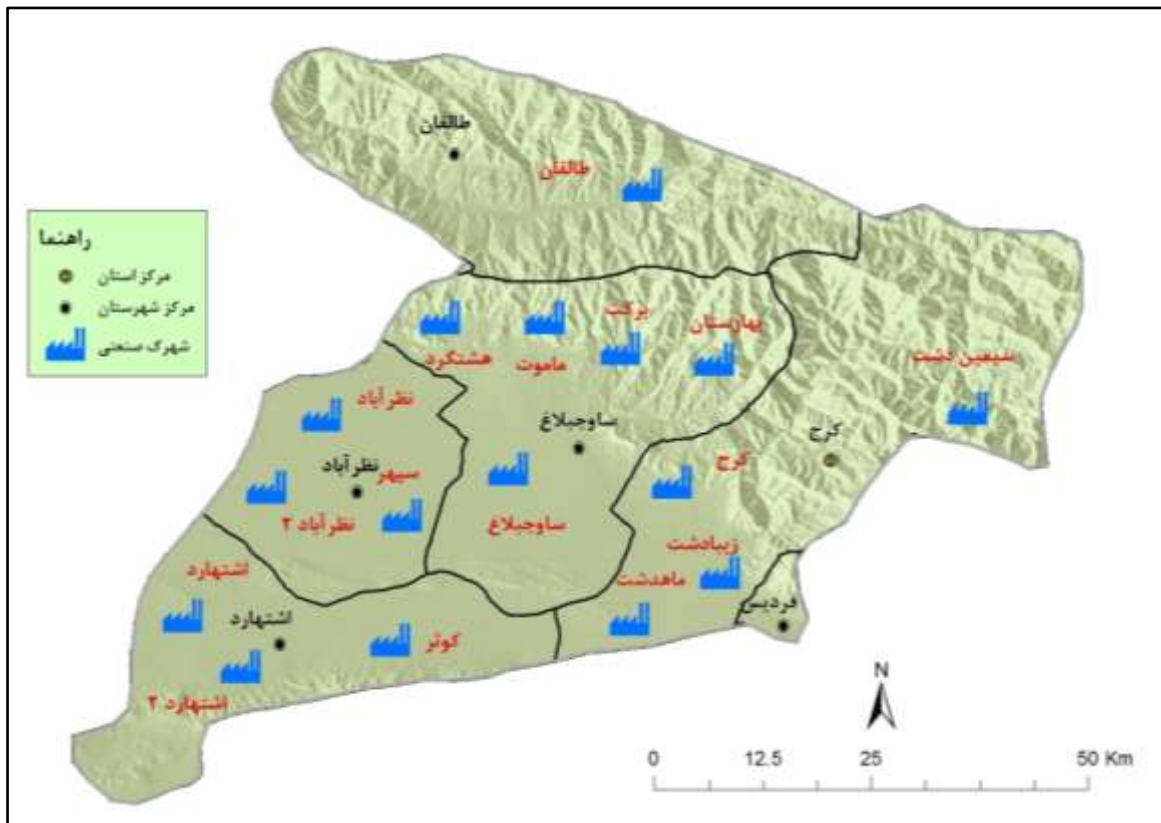 طالقان
طالقان
راهنما
مرکز استان
مرکز شهرستان
شهرک صنعتی
برکت
بهارستان
سیمین دشت
هشتگرد
ماموت
نظرآباد
ساوجبلاغ
کرج
کرج
نظرآباد
سپهر
نظرآباد ۲
ساوجبلاغ
زیبادشت
اشتهارد
ماهدشت
فردیس
اشتهارد
کوثر
اشتهارد ۲
N
0 12.5 25 50 Km